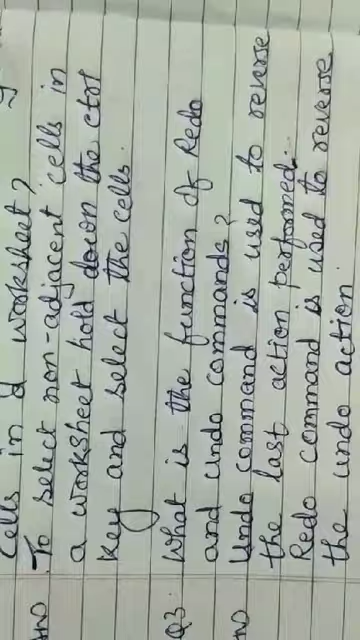 cells in a worksheet?
Ans To select non-adjacent cells in
a worksheet hold down the ctrl
key and select the cells.
Q3. What is the function of Redo
and undo commands?
Ans Undo command is used to reverse
the last action performed.
Redo command is used to reverse
the undo action.